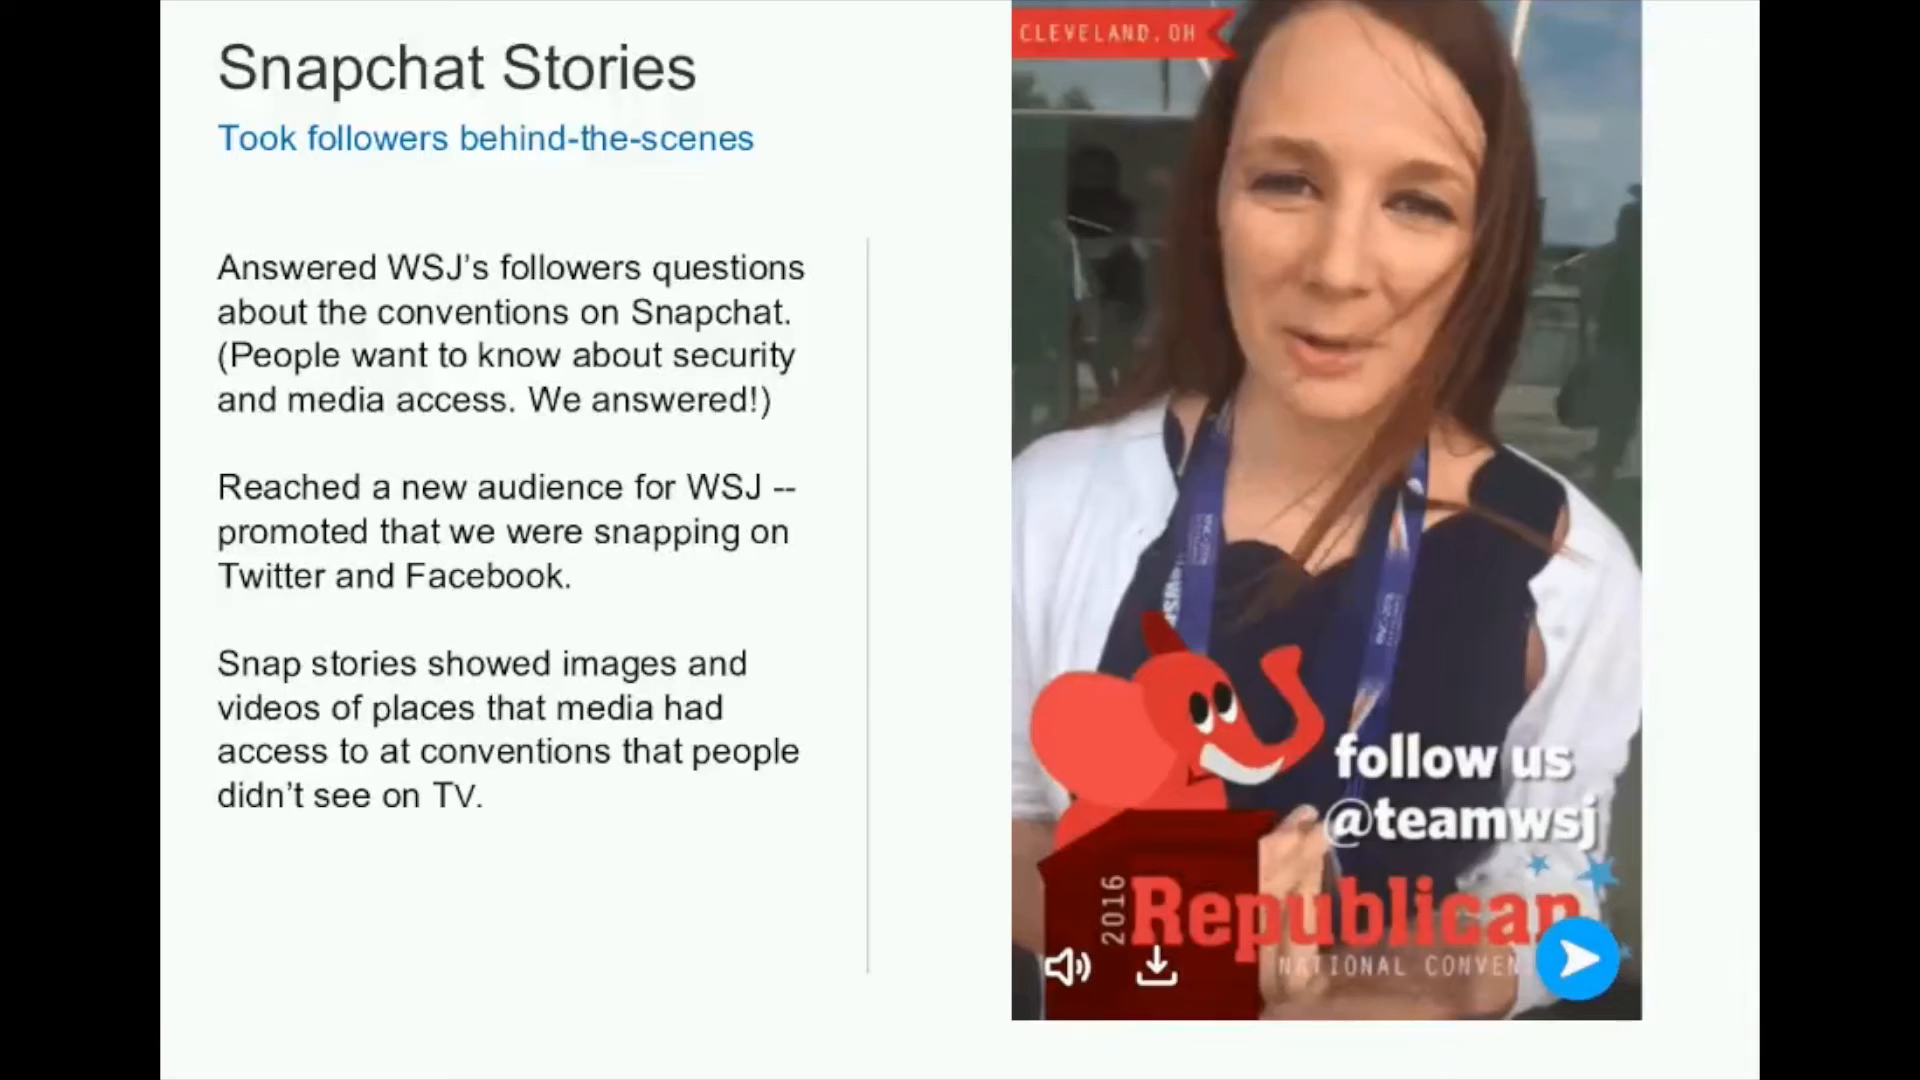 Snapchat Stories
Took followers behind-the-scenes
Answered WSJ's followers questions
about the conventions on Snapchat.
(People want to know about security
and media access. We answered!)
Reached a new audience for WSJ --
promoted that we were snapping on
Twitter and Facebook.
Snap stories showed images and
videos of places that media had
access to at conventions that people
didn't see on TV.
CLEVELAND, OH
follow us
@teamwsj
2016
Republican
NATIONAL CONVEN